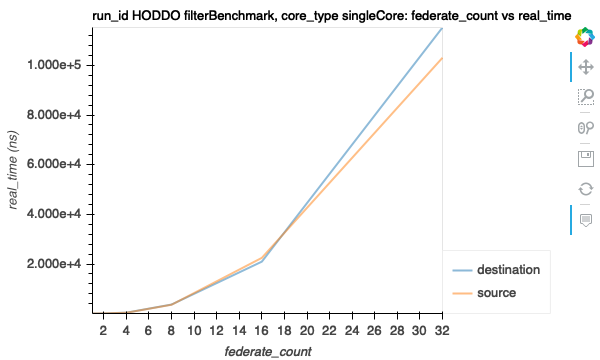 run_id HODDO filterBenchmark, core_type singleCore: federate_count vs real_time
real_time (ns)
1.000e+5
8.000e+4
6.000e+4
4.000e+4
2.000e+4
2 4 6 8 10 12 14 16 18 20 22 24 26 28 30 32
federate_count
destination
source